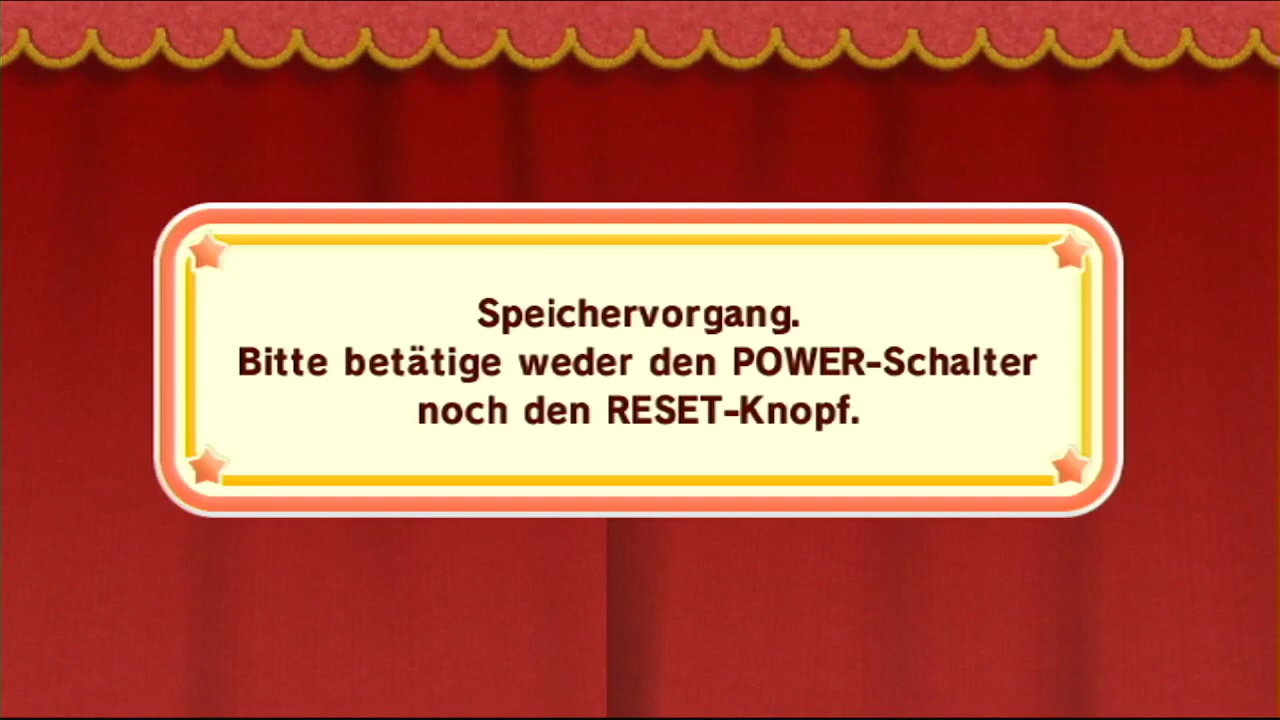 Speichervorgang.
Bitte betätige weder den POWER-Schalter
noch den RESET-Knopf.